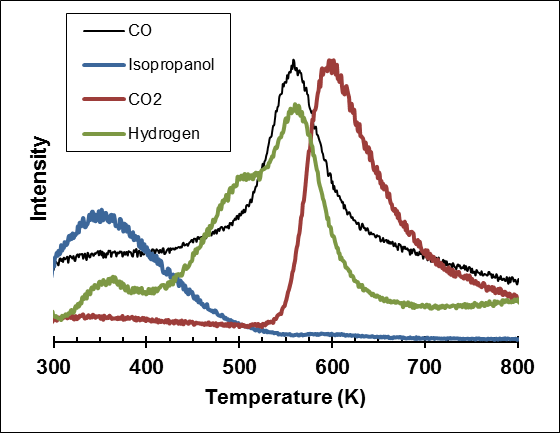 CO
Isopropanol
CO2
Hydrogen
Intensity
300 400 500 600 700 800
Temperature (K)